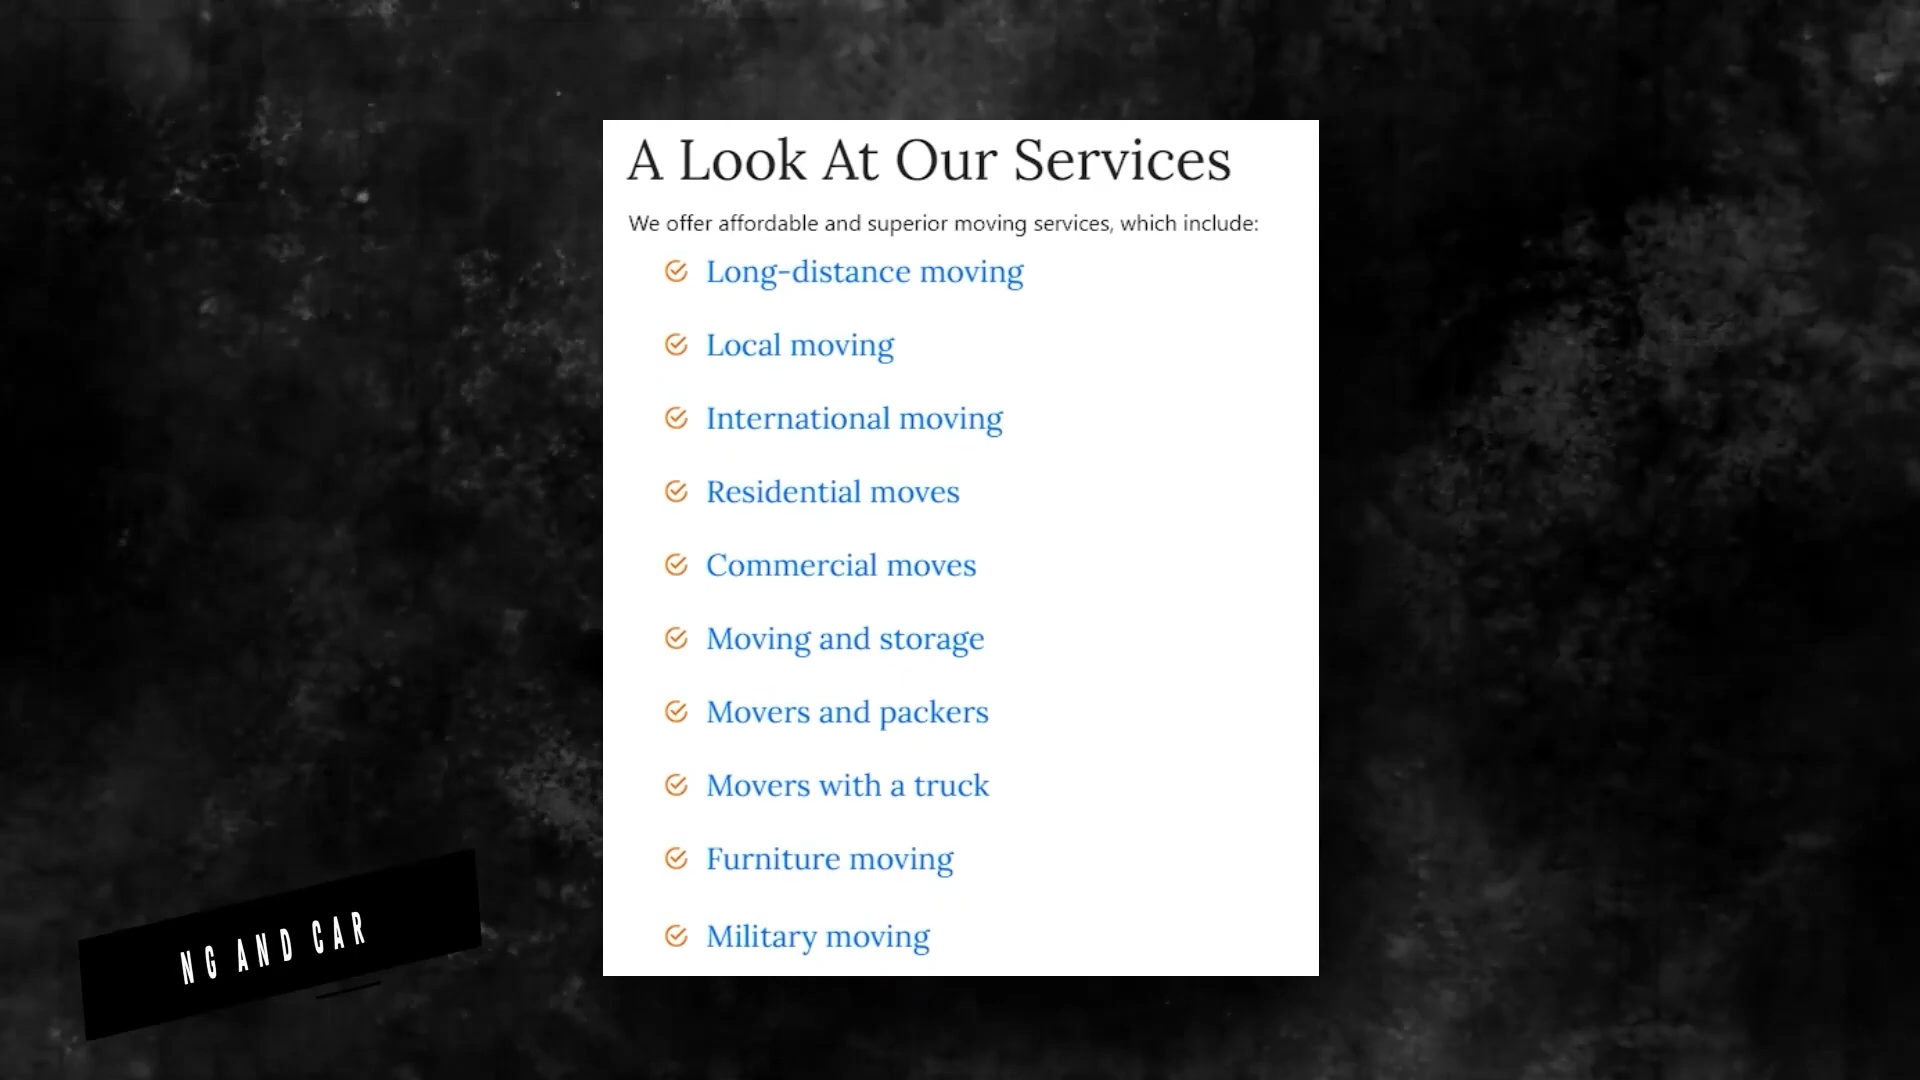 A Look At Our Services
We offer affordable and superior moving services, which include:
Long-distance moving
Local moving
International moving
Residential moves
Commercial moves
Moving and storage
Movers and packers
Movers with a truck
Furniture moving
Military moving
NG AND CAR